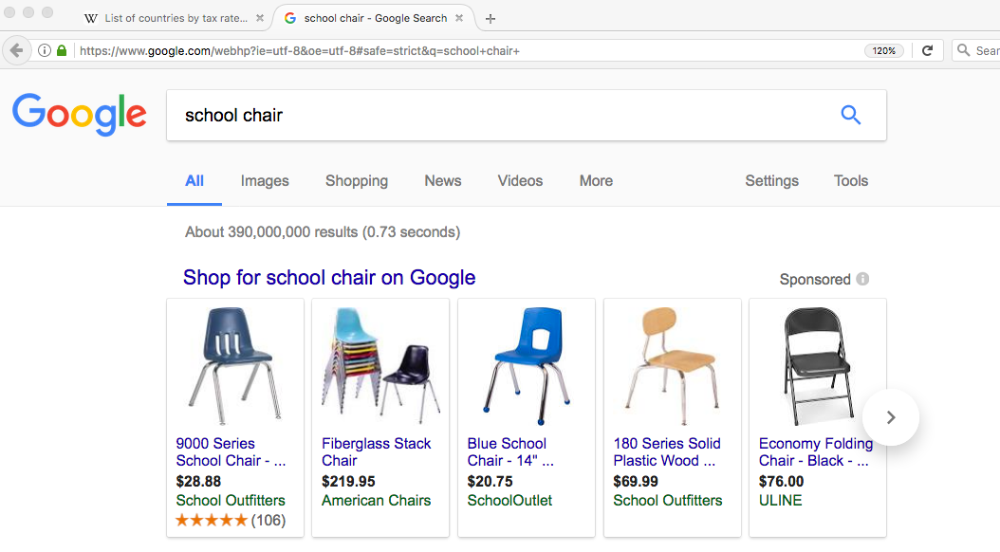 List of countries by tax rate...
school chair - Google Search
https://www.google.com/webhp?ie=utf-8&oe=utf-8#safe=strict&q=school+chair+
120%
Sear
Google
school chair
All Images Shopping News Videos More Settings Tools
About 390,000,000 results (0.73 seconds)
Shop for school chair on Google
Sponsored
9000 Series
School Chair - ...
$28.88
School Outfitters
(106)
Fiberglass Stack
Chair
$219.95
American Chairs
Blue School
Chair - 14" ...
$20.75
SchoolOutlet
180 Series Solid
Plastic Wood ...
$69.99
School Outfitters
Economy Folding
Chair - Black - ...
$76.00
ULINE